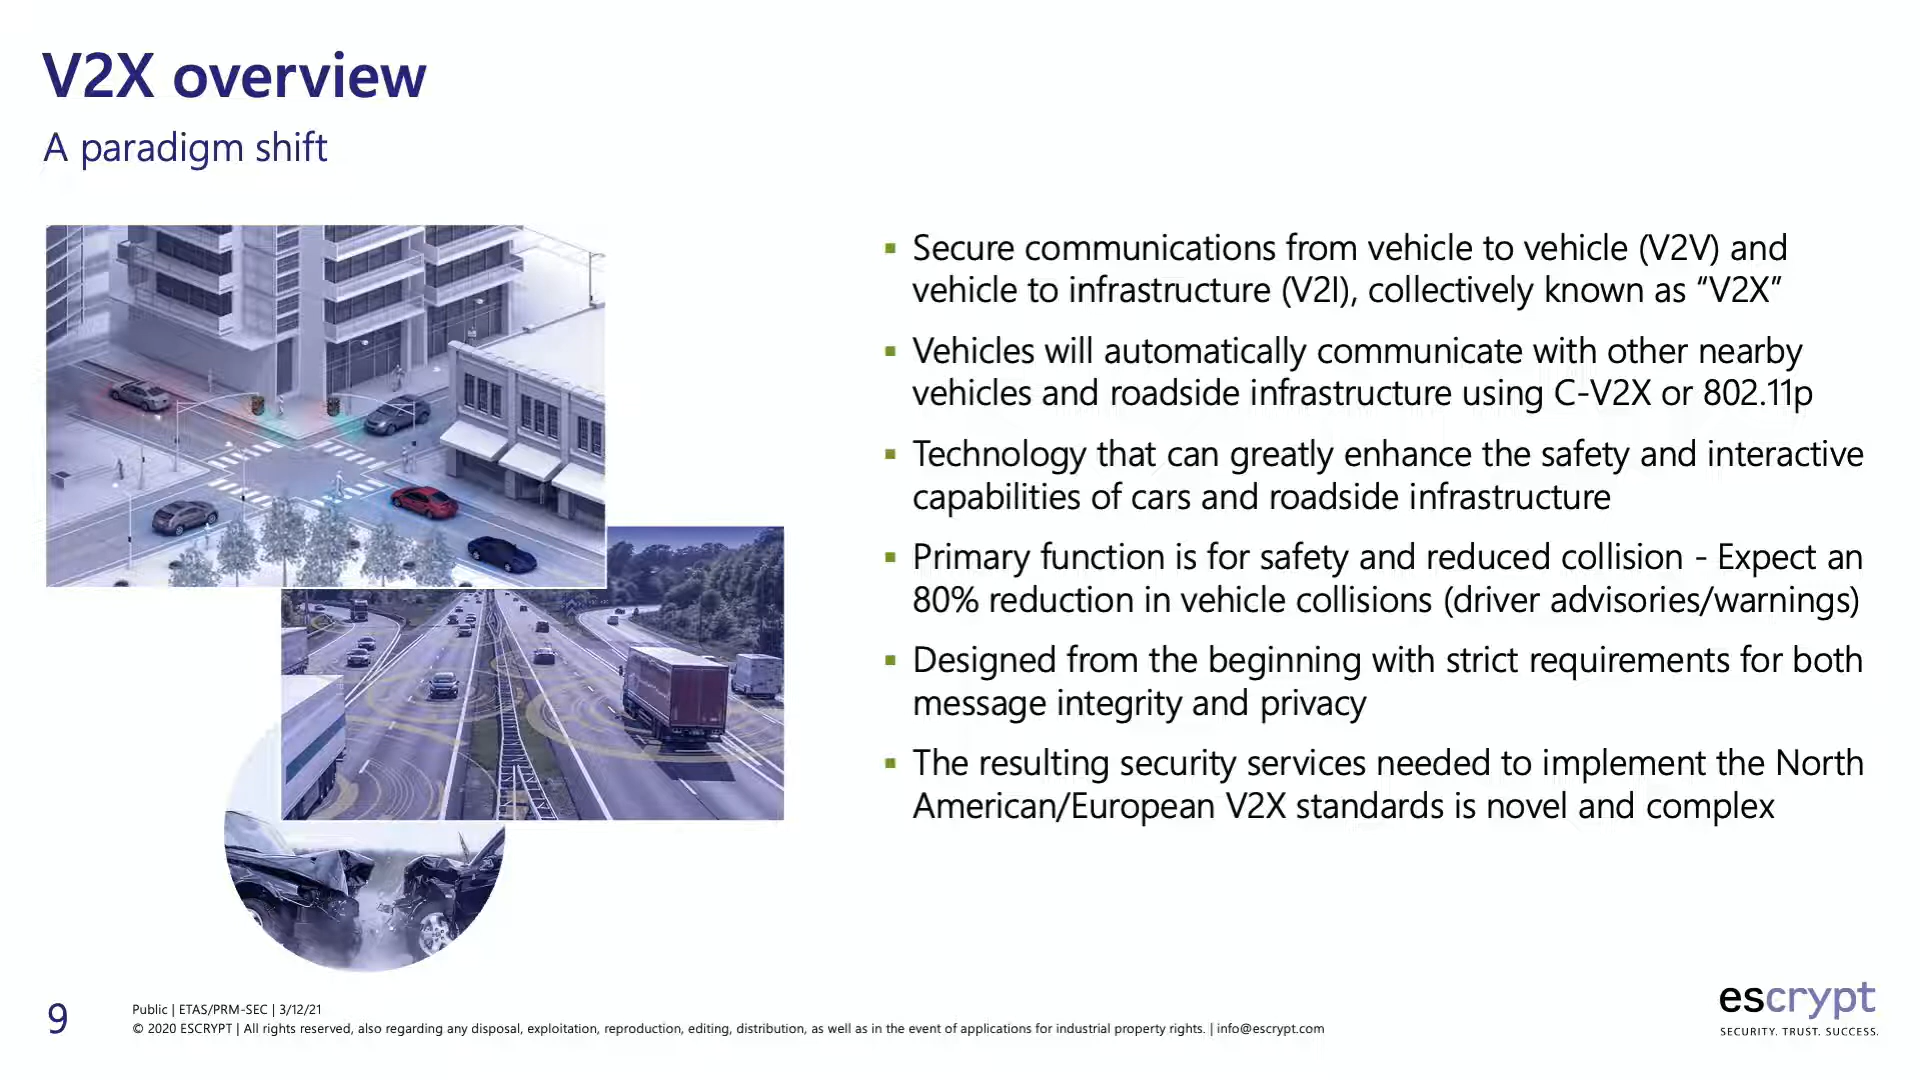 V2X overview
A paradigm shift
▪ Secure communications from vehicle to vehicle (V2V) and
vehicle to infrastructure (V2I), collectively known as “V2X”
▪ Vehicles will automatically communicate with other nearby
vehicles and roadside infrastructure using C-V2X or 802.11p
▪ Technology that can greatly enhance the safety and interactive
capabilities of cars and roadside infrastructure
▪ Primary function is for safety and reduced collision - Expect an
80% reduction in vehicle collisions (driver advisories/warnings)
▪ Designed from the beginning with strict requirements for both
message integrity and privacy
▪ The resulting security services needed to implement the North
American/European V2X standards is novel and complex
9
Public | ETAS/PRM-SEC | 3/12/21
© 2020 ESCRYPT | All rights reserved, also regarding any disposal, exploitation, reproduction, editing, distribution, as well as in the event of applications for industrial property rights. | info@escrypt.com
escrypt
SECURITY. TRUST. SUCCESS.